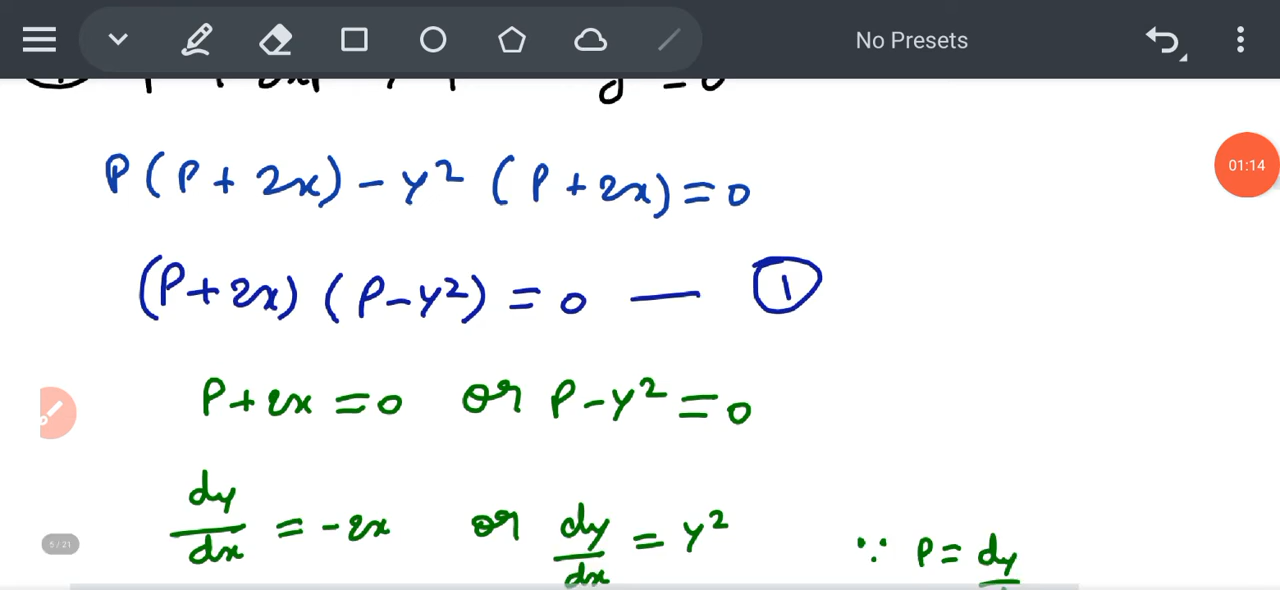 No Presets
= 0
P(P + 2x) - y² (P + 2x) = 0
01:14
(P + 2x) (P - y²) = 0 — ①
P + 2x = 0 or P - y² = 0
dy/dx = -2x or dy/dx = y² ∵ P = dy
5 / 21